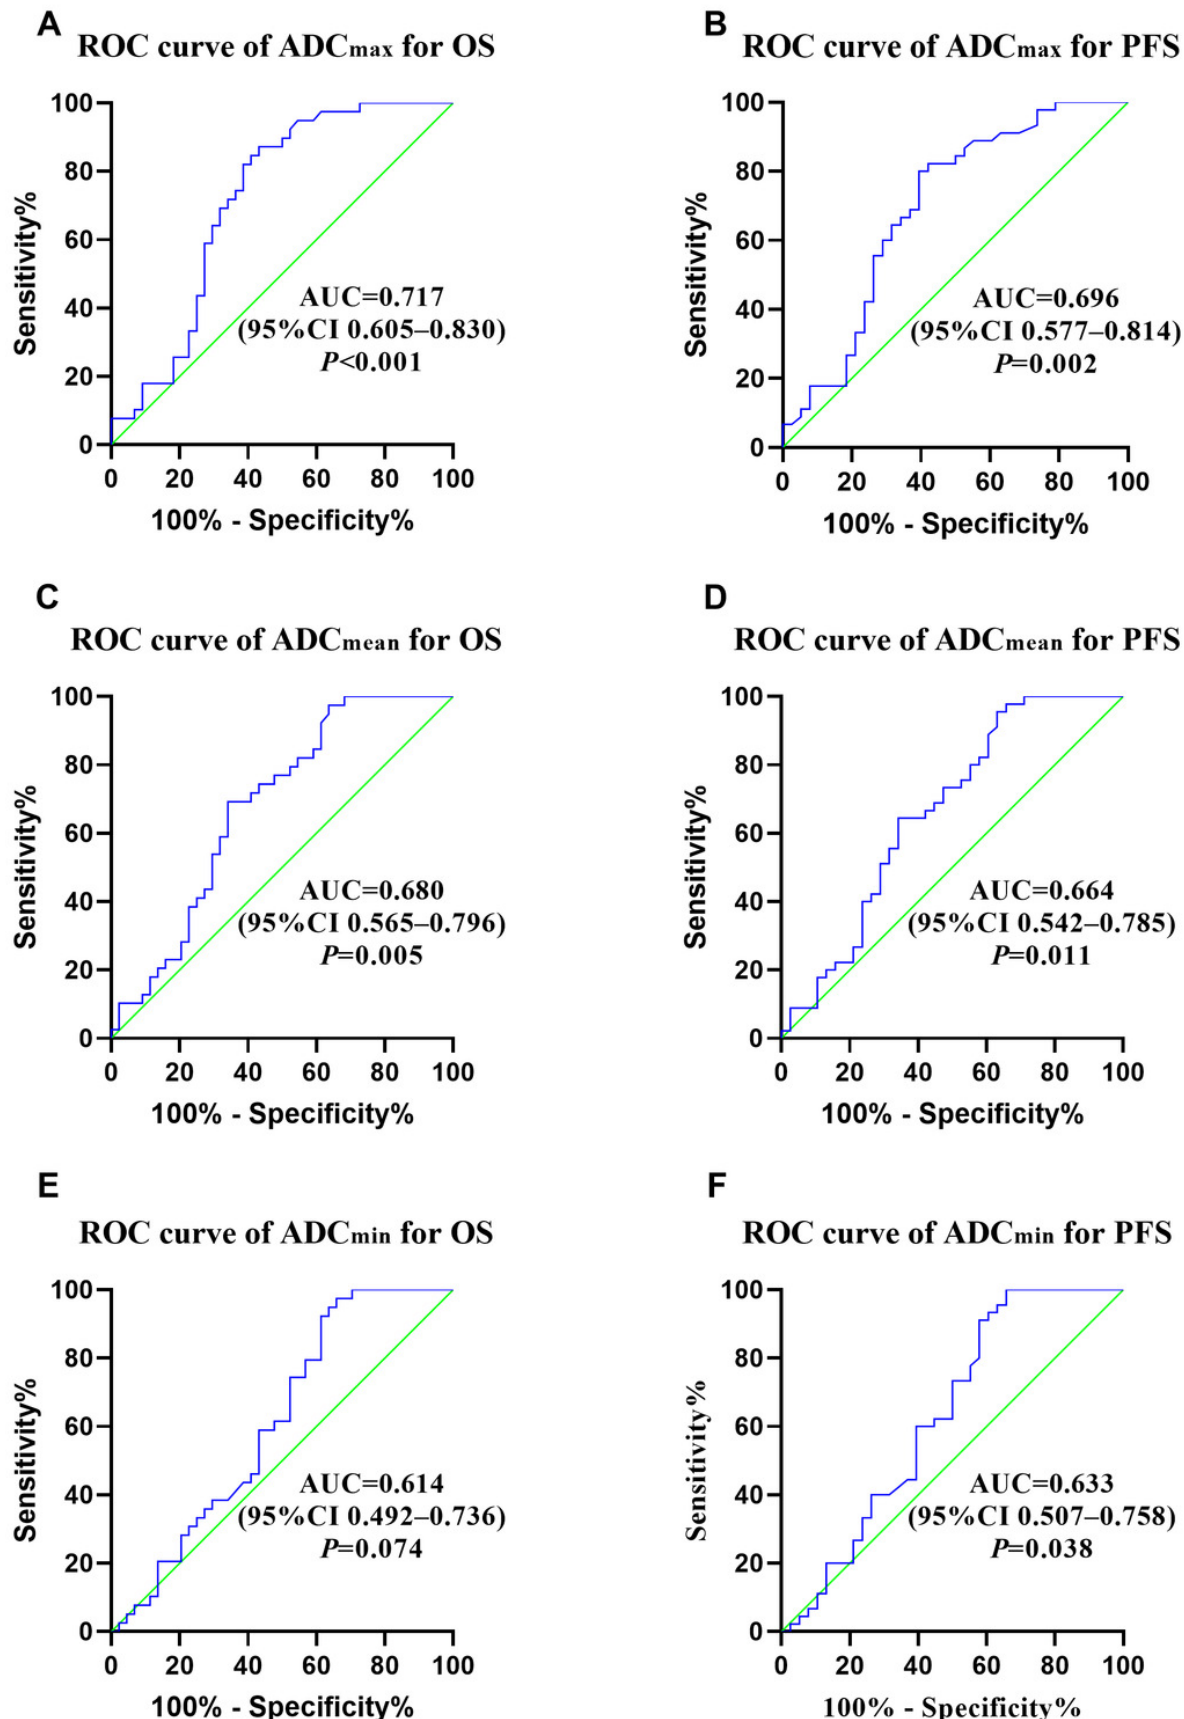 A
ROC curve of ADCmax for OS
100
80
60
40
20
0
Sensitivity%
AUC=0.717
(95%CI 0.605–0.830)
P<0.001
0 20 40 60 80 100
100% - Specificity%
B
ROC curve of ADCmax for PFS
100
80
60
40
20
0
Sensitivity%
AUC=0.696
(95%CI 0.577–0.814)
P=0.002
0 20 40 60 80 100
100% - Specificity%
C
ROC curve of ADCmean for OS
100
80
60
40
20
0
Sensitivity%
AUC=0.680
(95%CI 0.565–0.796)
P=0.005
0 20 40 60 80 100
100% - Specificity%
D
ROC curve of ADCmean for PFS
100
80
60
40
20
0
Sensitivity%
AUC=0.664
(95%CI 0.542–0.785)
P=0.011
0 20 40 60 80 100
100% - Specificity%
E
ROC curve of ADCmin for OS
100
80
60
40
20
0
Sensitivity%
AUC=0.614
(95%CI 0.492–0.736)
P=0.074
0 20 40 60 80 100
100% - Specificity%
F
ROC curve of ADCmin for PFS
100
80
60
40
20
0
Sensitivity%
AUC=0.633
(95%CI 0.507–0.758)
P=0.038
0 20 40 60 80 100
100% - Specificity%